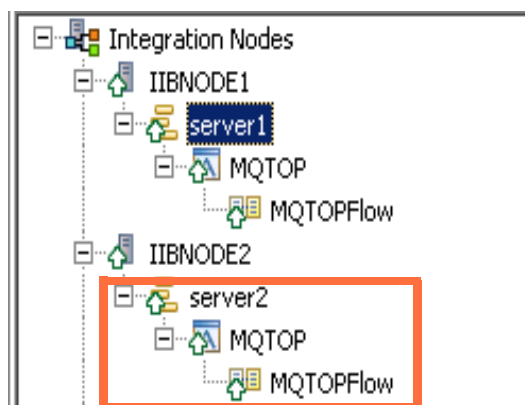 Integration Nodes
IIBNODE1
server1
MQTOP
MQTOPFlow
IIBNODE2
server2
MQTOP
MQTOPFlow